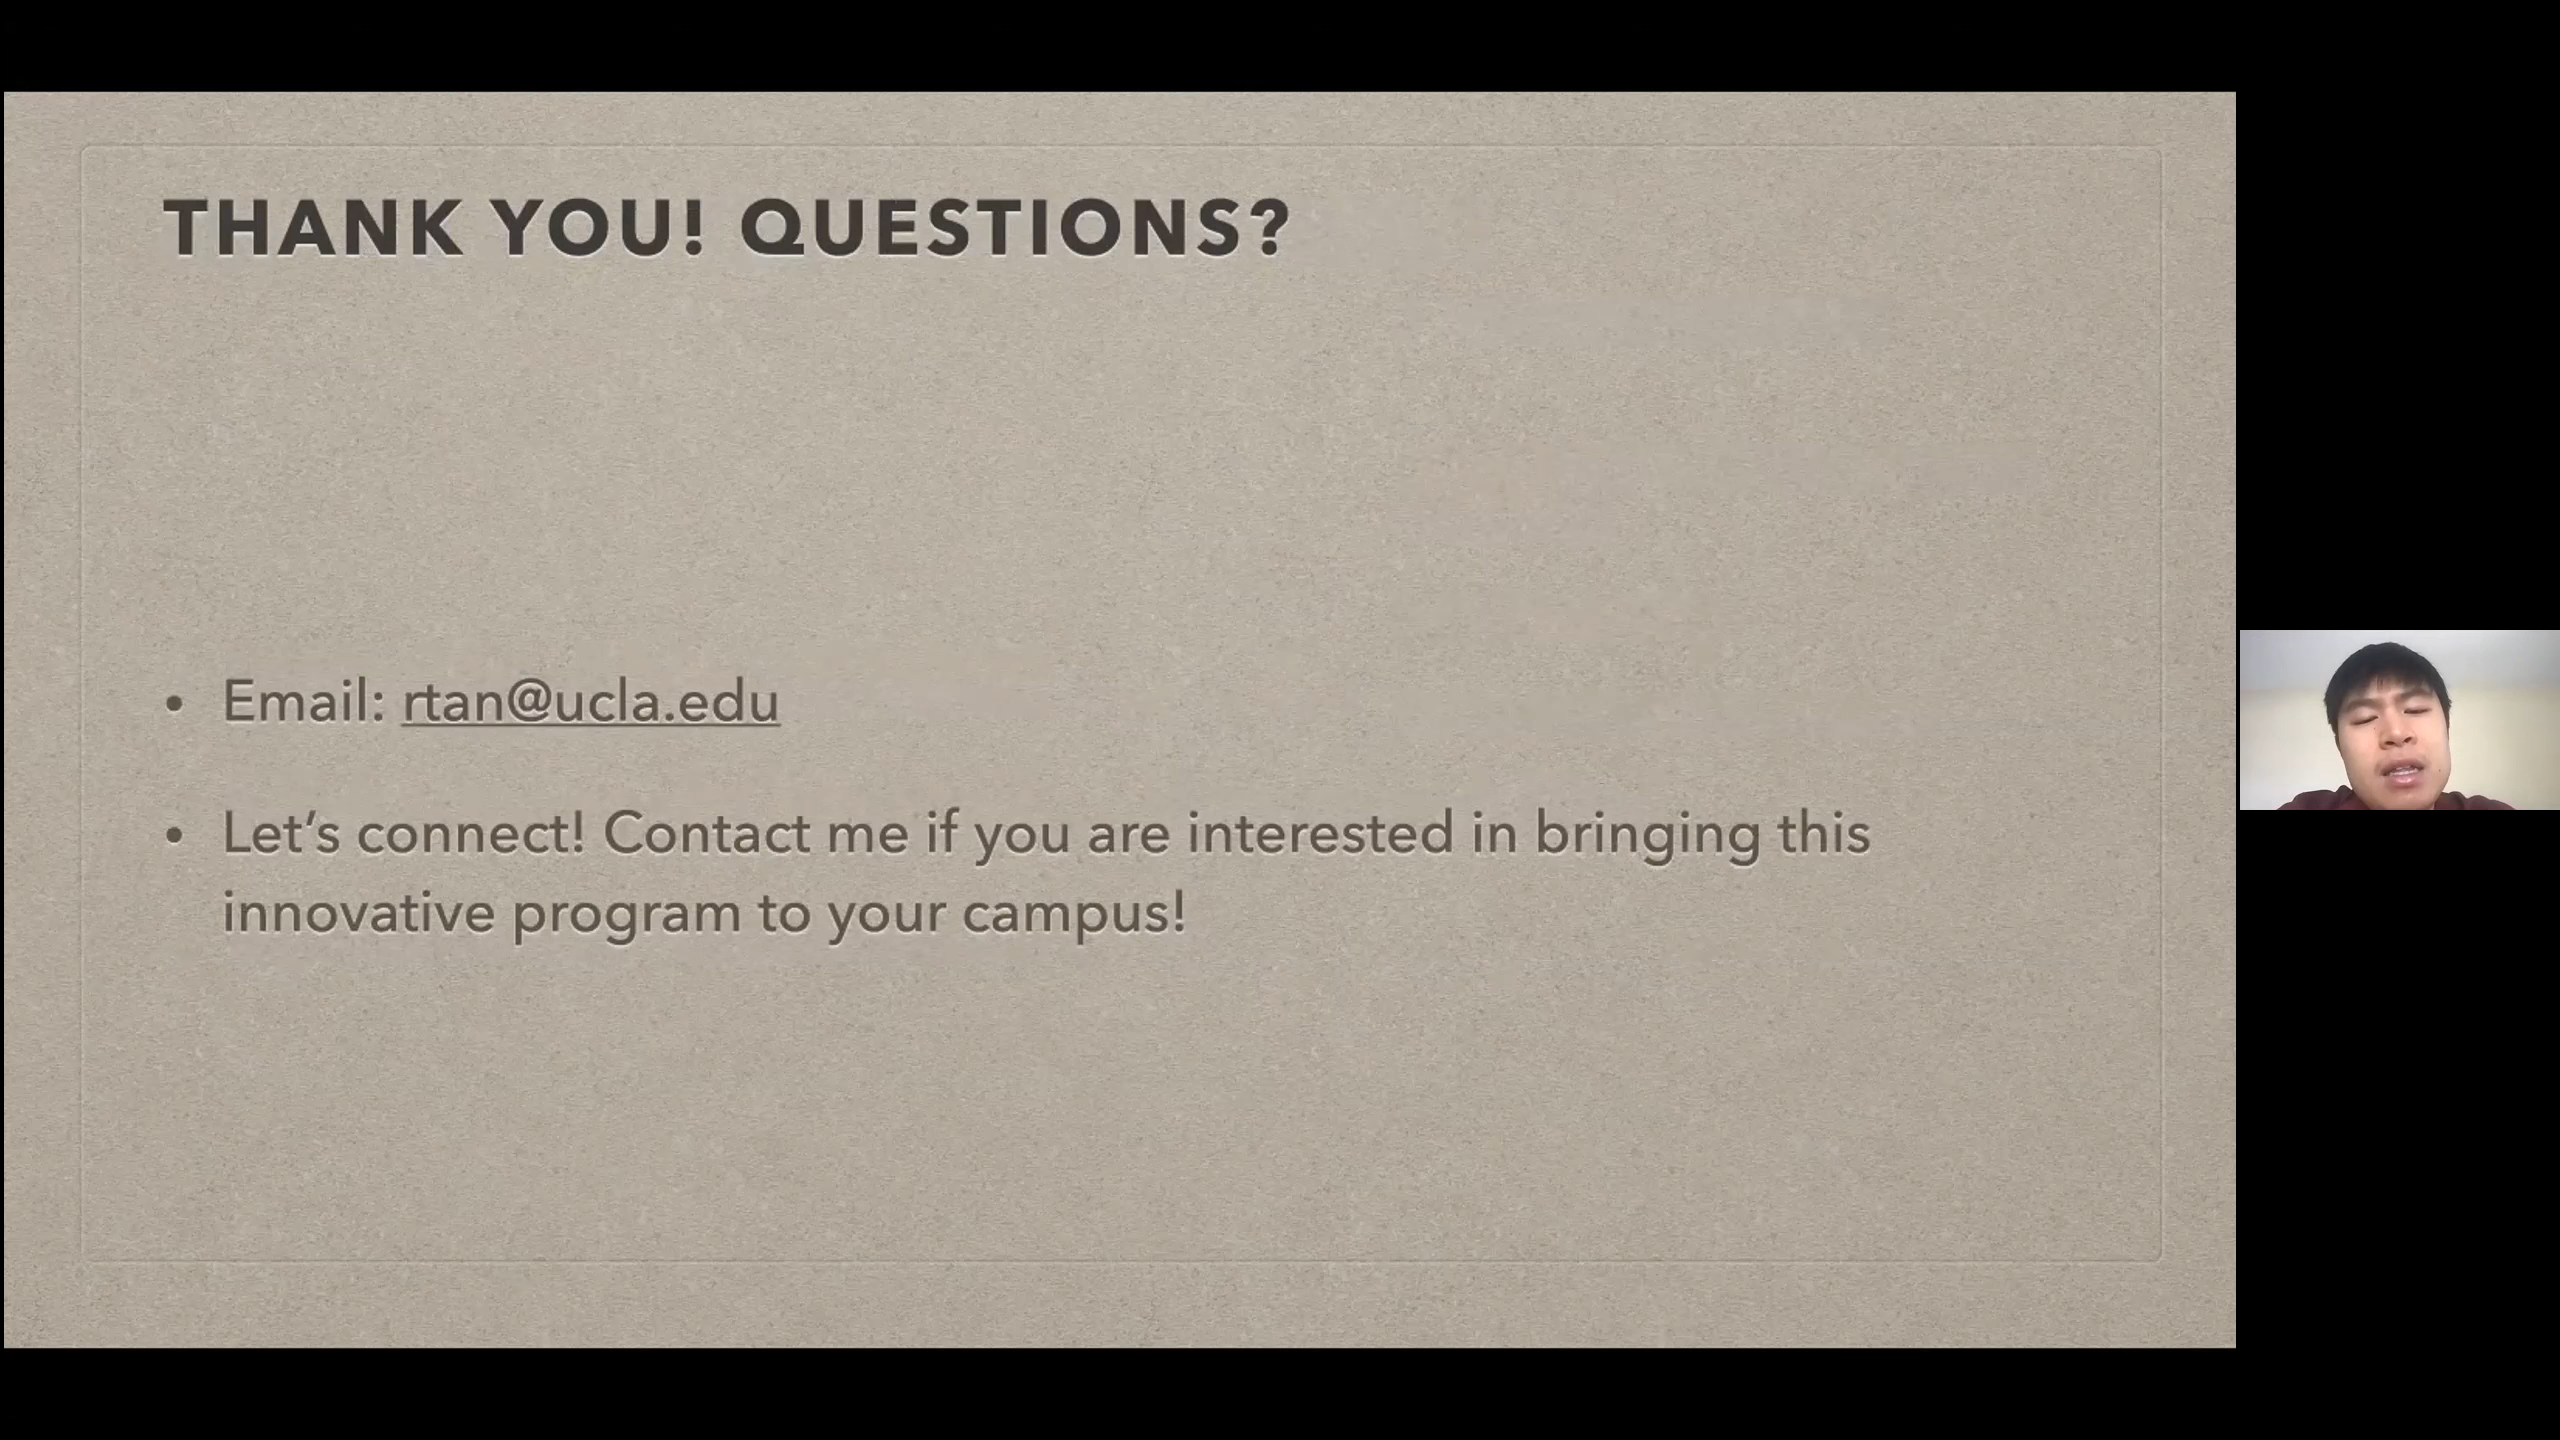 THANK YOU! QUESTIONS?
• Email: rtan@ucla.edu
• Let’s connect! Contact me if you are interested in bringing this
innovative program to your campus!